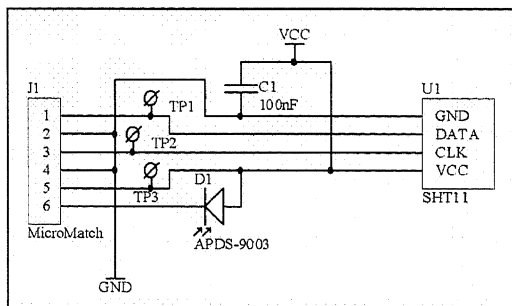 VCC
J1
C1
U1
1
TP1
100nF
GND
2
DATA
3
TP2
CLK
4
VCC
5
D1
6
TP3
SHT11
MicroMatch
APDS-9003
GND